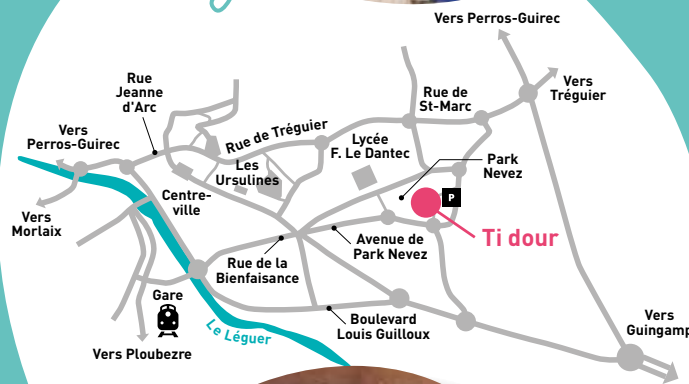 Vers Perros-Guirec
Rue
Jeanne
d'Arc
Vers
Tréguier
Rue de
St-Marc
Vers
Perros-Guirec
Rue de Tréguier
Lycée
F. Le Dantec
Les
Ursulines
Park
Nevez
Centre-
ville
P
Vers
Morlaix
Ti dour
Avenue de
Park Nevez
Rue de la
Bienfaisance
Gare
Le Léguer
Boulevard
Louis Guilloux
Vers
Guingamp
Vers Ploubezre